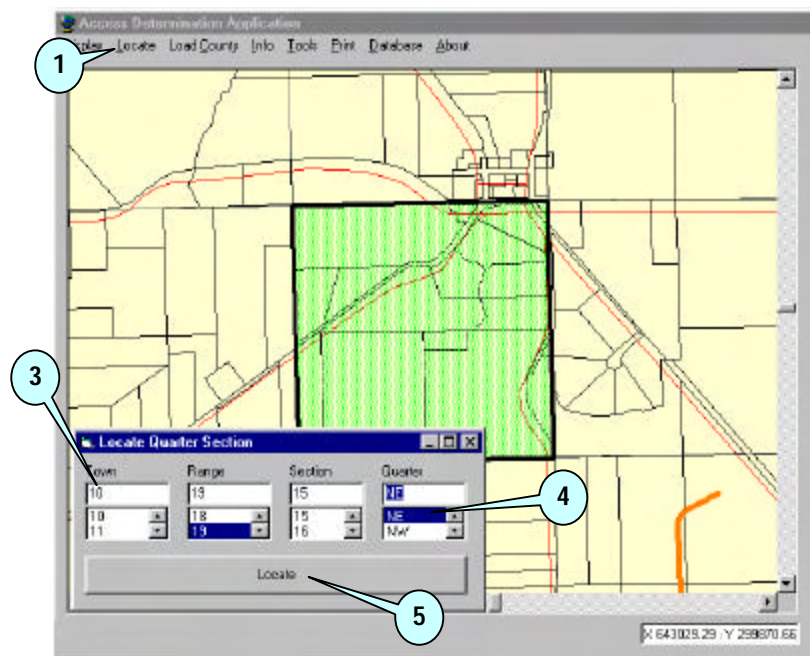 Access Determination Application
Display Locate Load County Info Tools Print Database About
1
3
Locate Quarter Section
Town Range Section Quarter
10 19 15 NE
10 18 15 NE
11 19 16 NW
4
Locate
5
X 643029.29 Y 299870.66